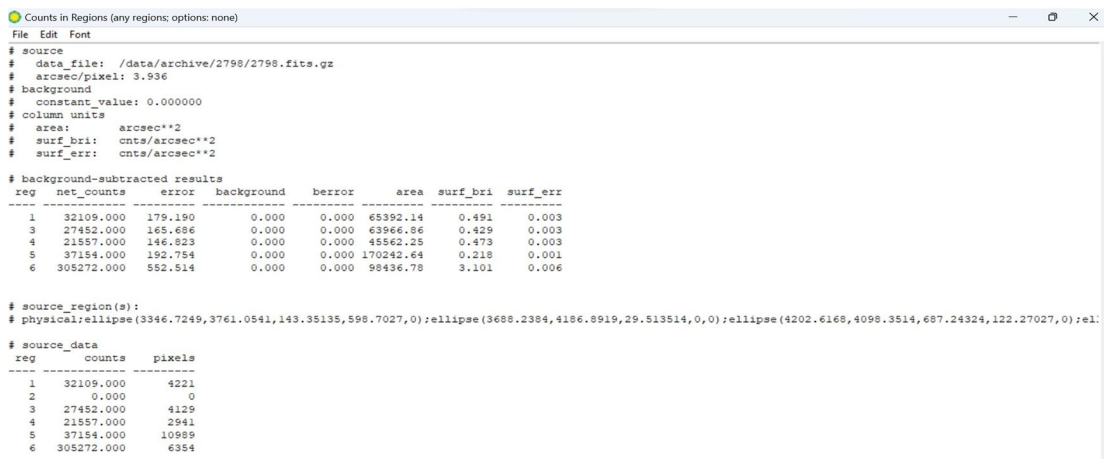 Counts in Regions (any regions; options: none)
File Edit Font
# source
# data_file: /data/archive/2798/2798.fits.gz
# arcsec/pixel: 3.936
# background
# constant_value: 0.000000
# column units
# area: arcsec**2
# surf_bri: cnts/arcsec**2
# surf_err: cnts/arcsec**2
# background-subtracted results
reg net_counts error background berror area surf_bri surf_err
---- ------------ --------- ------------ --------- --------- --------- ---------
1 32109.000 179.190 0.000 0.000 65392.14 0.491 0.003
3 27452.000 165.686 0.000 0.000 63966.86 0.429 0.003
4 21557.000 146.823 0.000 0.000 45562.25 0.473 0.003
5 37154.000 192.754 0.000 0.000 170242.64 0.218 0.001
6 305272.000 552.514 0.000 0.000 98436.78 3.101 0.006
# source_region(s):
# physical;ellipse(3346.7249,3761.0541,143.35135,598.7027,0);ellipse(3688.2384,4186.8919,29.513514,0,0);ellipse(4202.6168,4098.3514,687.24324,122.27027,0);el
# source_data
reg counts pixels
---- ------------ ---------
1 32109.000 4221
2 0.000 0
3 27452.000 4129
4 21557.000 2941
5 37154.000 10989
6 305272.000 6354